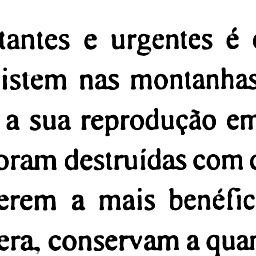 tantes e urgentes é
istem nas montanhas
a sua reprodução em
oram destruídas com
erem a mais benéfic
era, conservam a quan